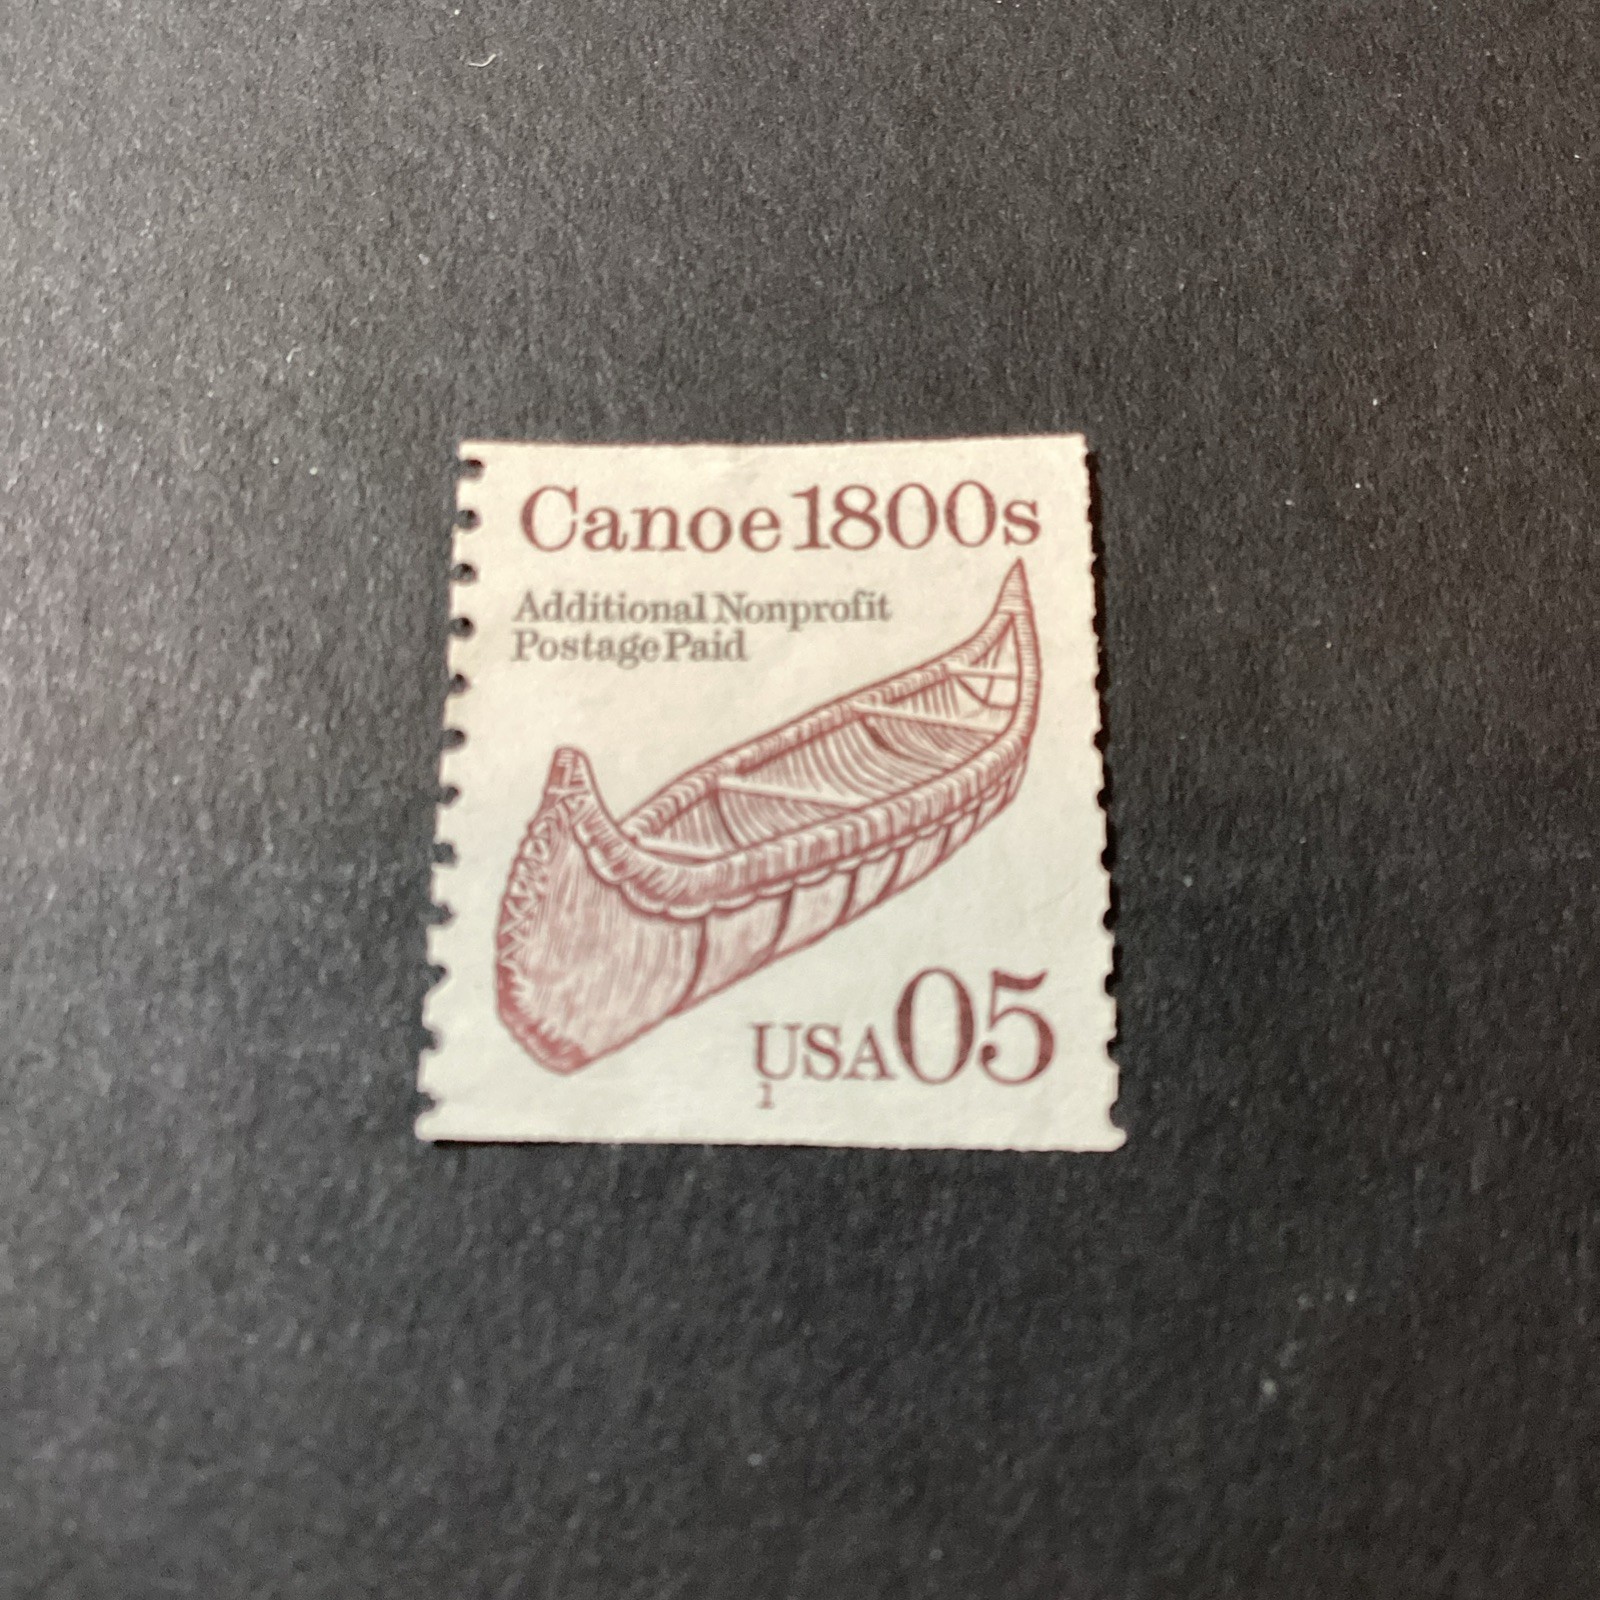 Canoe 1800s
Additional Nonprofit
Postage Paid
USA 05
1